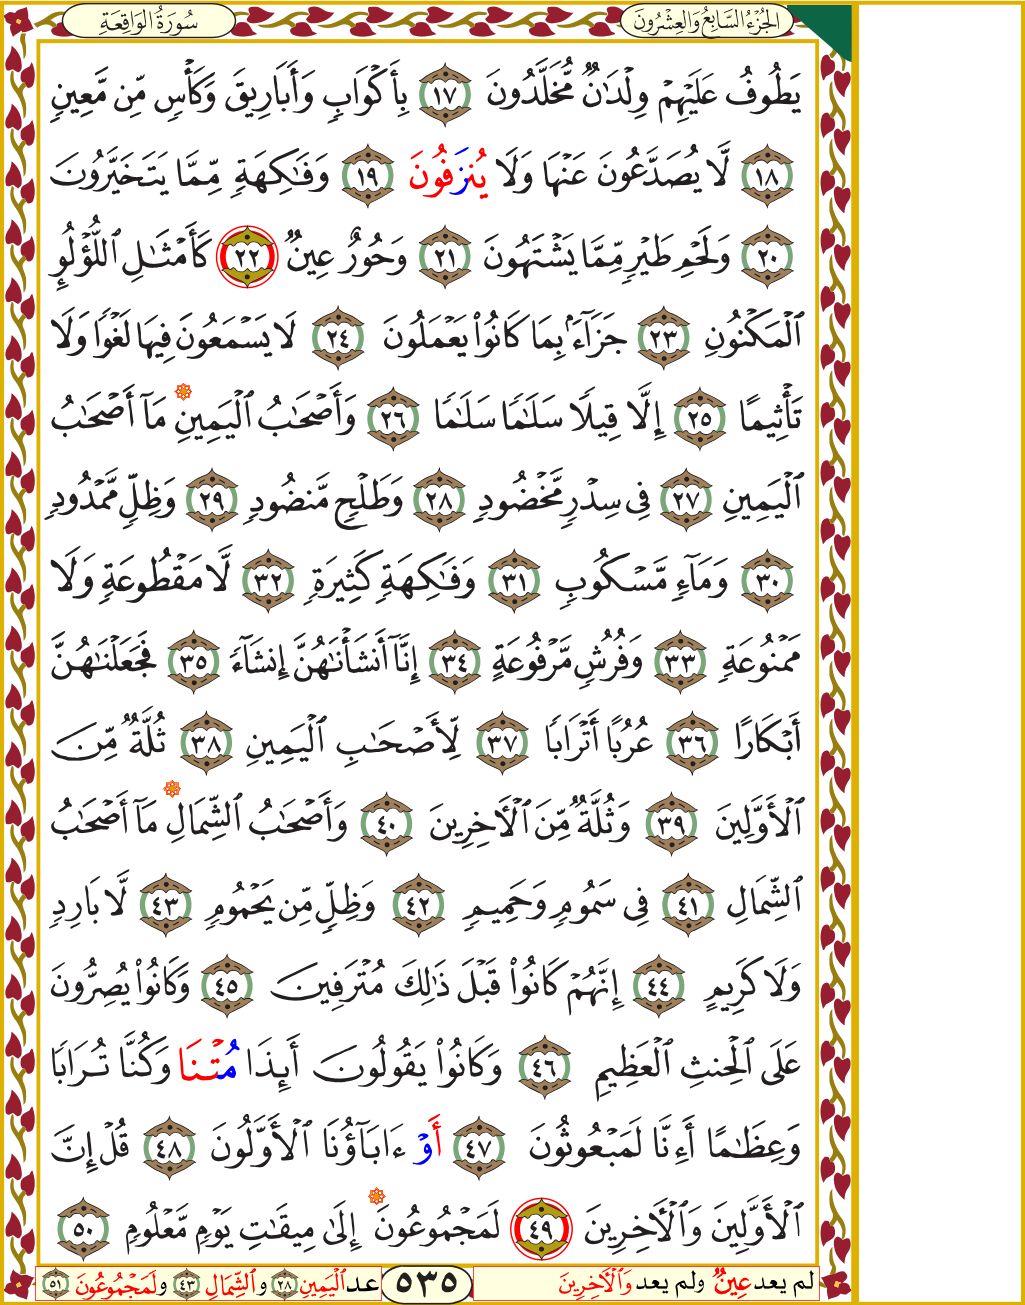 الجُزْءُ السَّابِعُ وَالعِشْرُونَ
سُورَةُ الوَاقِعَةِ
يَطُوفُ عَلَيۡهِمۡ وِلۡدَٰنٞ مُّخَلَّدُونَ ١٧ بِأَكۡوَابٖ وَأَبَارِيقَ وَكَأۡسٖ مِّن مَّعِينٖ
١٨ لَّا يُصَدَّعُونَ عَنۡهَا وَلَا يُنزَفُونَ ١٩ وَفَٰكِهَةٖ مِّمَّا يَتَخَيَّرُونَ
٢٠ وَلَحۡمِ طَيۡرٖ مِّمَّا يَشۡتَهُونَ ٢١ وَحُورٌ عِينٞ ٢٢ كَأَمۡثَٰلِ ٱللُّؤۡلُوِٕ
ٱلۡمَكۡنُونِ ٢٣ جَزَآءَۢ بِمَا كَانُواْ يَعۡمَلُونَ ٢٤ لَا يَسۡمَعُونَ فِيهَا لَغۡوٗا وَلَا
تَأۡثِيمًا ٢٥ إِلَّا قِيلٗا سَلَٰمٗا سَلَٰمٗا ٢٦ وَأَصۡحَٰبُ ٱلۡيَمِينِ مَآ أَصۡحَٰبُ
ٱلۡيَمِينِ ٢٧ فِي سِدۡرٖ مَّخۡضُودٖ ٢٨ وَطَلۡحٖ مَّنضُودٖ ٢٩ وَظِلّٖ مَّمۡدُودٖ
٣٠ وَمَآءٖ مَّسۡكُوبٖ ٣١ وَفَٰكِهَةٖ كَثِيرَةٖ ٣٢ لَّا مَقۡطُوعَةٖ وَلَا
مَمۡنُوعَةٖ ٣٣ وَفُرُشٖ مَّرۡفُوعَةٍ ٣٤ إِنَّآ أَنشَأۡنَٰهُنَّ إِنشَآءٗ ٣٥ فَجَعَلۡنَٰهُنَّ
أَبۡكَارًا ٣٦ عُرُبًا أَتۡرَابٗا ٣٧ لِّأَصۡحَٰبِ ٱلۡيَمِينِ ٣٨ ثُلَّةٞ مِّنَ
ٱلۡأَوَّلِينَ ٣٩ وَثُلَّةٞ مِّنَ ٱلۡأٓخِرِينَ ٤٠ وَأَصۡحَٰبُ ٱلشِّمَالِ مَآ أَصۡحَٰبُ
ٱلشِّمَالِ ٤١ فِي سَمُومٖ وَحَمِيمٖ ٤٢ وَظِلّٖ مِّن يَحۡمُومٖ ٤٣ لَّا بَارِدٖ
وَلَا كَرِيمٍ ٤٤ إِنَّهُمۡ كَانُواْ قَبۡلَ ذَٰلِكَ مُتۡرَفِينَ ٤٥ وَكَانُواْ يُصِرُّونَ
عَلَى ٱلۡحِنثِ ٱلۡعَظِيمِ ٤٦ وَكَانُواْ يَقُولُونَ أَئِذَا مُتۡنَا وَكُنَّا تُرَابٗا
وَعِظَٰمًا أَءِنَّا لَمَبۡعُوثُونَ ٤٧ أَوۡ ءَابَآؤُنَا ٱلۡأَوَّلُونَ ٤٨ قُلۡ إِنَّ
ٱلۡأَوَّلِينَ وَٱلۡأٓخِرِينَ ٤٩ لَمَجۡمُوعُونَ إِلَىٰ مِيقَٰتِ يَوۡمٖ مَّعۡلُومٖ ٥٠
لم يعد عِينٞ ولم يعد وَٱلۡأٓخِرِينَ
٥٣٥
عد ٱلۡيَمِينِ ٢٨ و ٱلشِّمَالِ ٤٣ و لَمَجۡمُوعُونَ ٥١